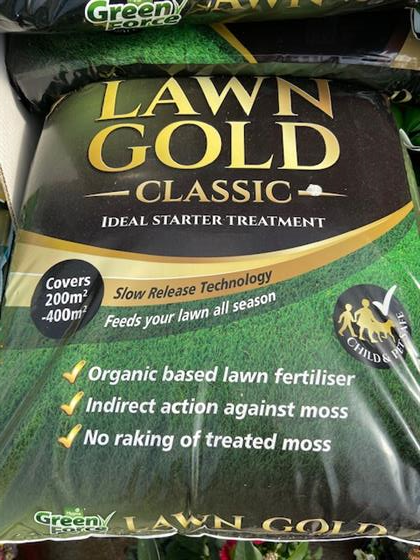 Green
Force
LAWN
GOLD
CLASSIC
IDEAL STARTER TREATMENT
Covers
200m²
-400m²
Slow Release Technology
Feeds your lawn all season
CHILD & PET SAFE
Organic based lawn fertiliser
Indirect action against moss
No raking of treated moss
Green
Force
LAWN GOLD